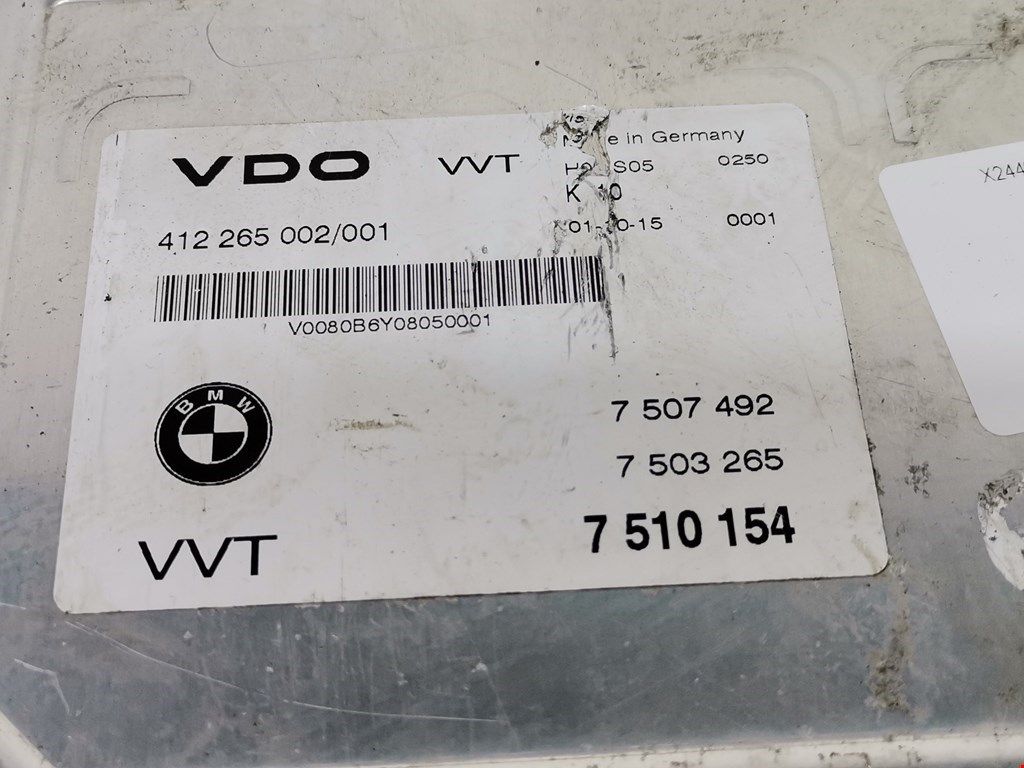 VDO VVT
in Germany
S05 0250
K
412 265 002/001
0001
V0080B6Y08050001
BMW
7 507 492
7 503 265
VVT
7 510 154
X244